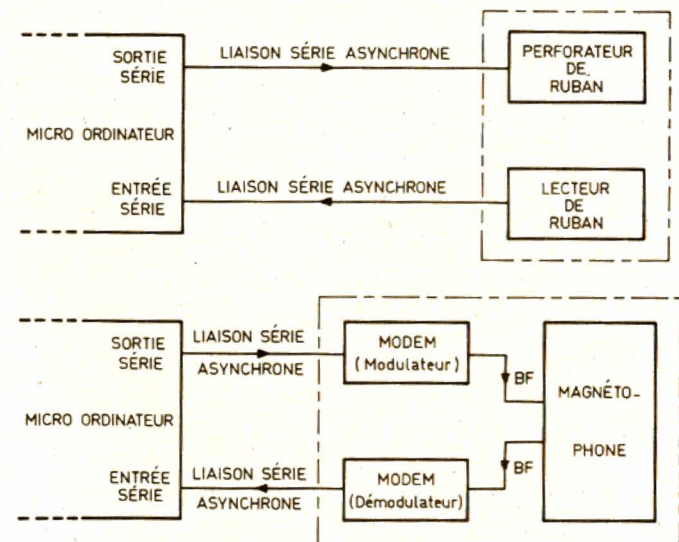 SORTIE
SÉRIE
LIAISON SÉRIE ASYNCHRONE
PERFORATEUR
DE
RUBAN
MICRO ORDINATEUR
ENTRÉE
SÉRIE
LIAISON SÉRIE ASYNCHRONE
LECTEUR
DE
RUBAN
SORTIE
SÉRIE
LIAISON SÉRIE
ASYNCHRONE
MODEM
(Modulateur)
BF
MICRO ORDINATEUR
MAGNÉTO-
PHONE
ENTRÉE
SÉRIE
LIAISON SÉRIE
ASYNCHRONE
MODEM
(Démodulateur)
BF